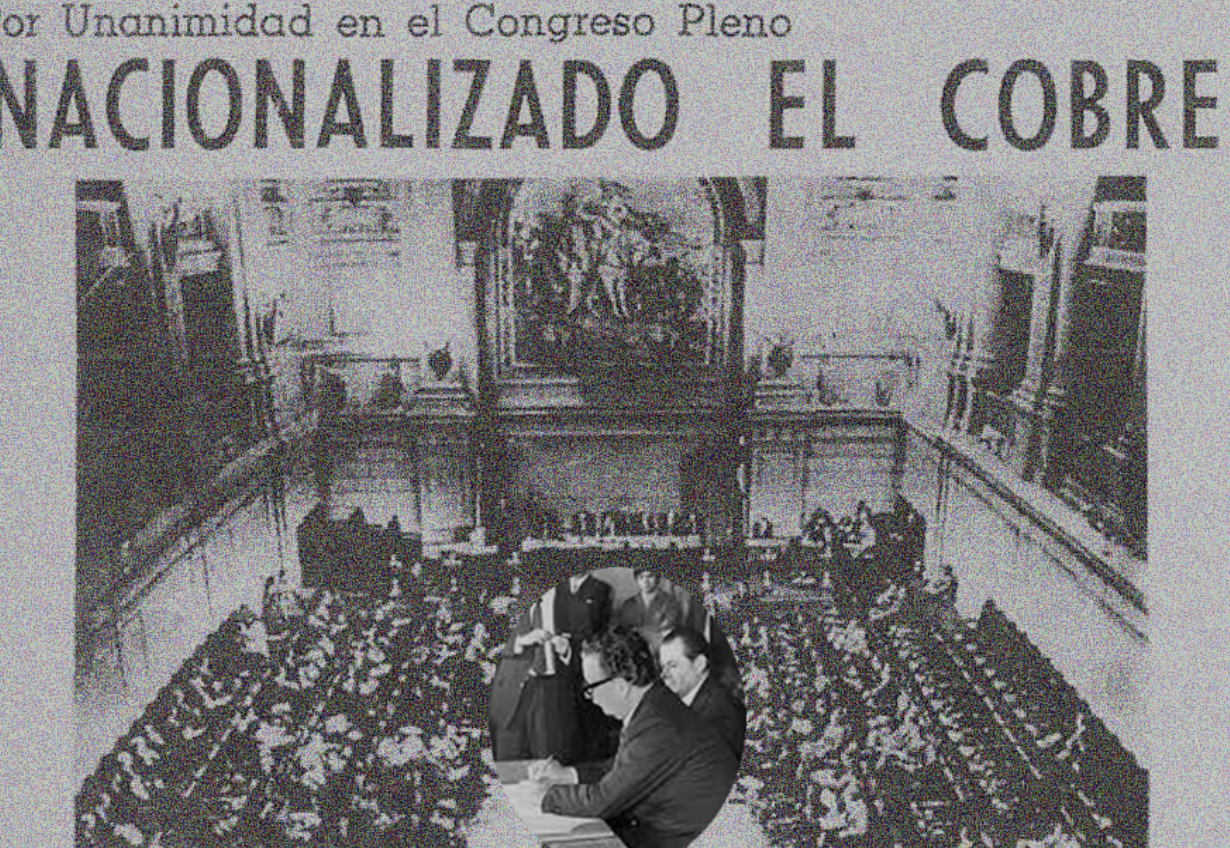 or Unanimidad en el Congreso Pleno
NACIONALIZADO EL COBRE